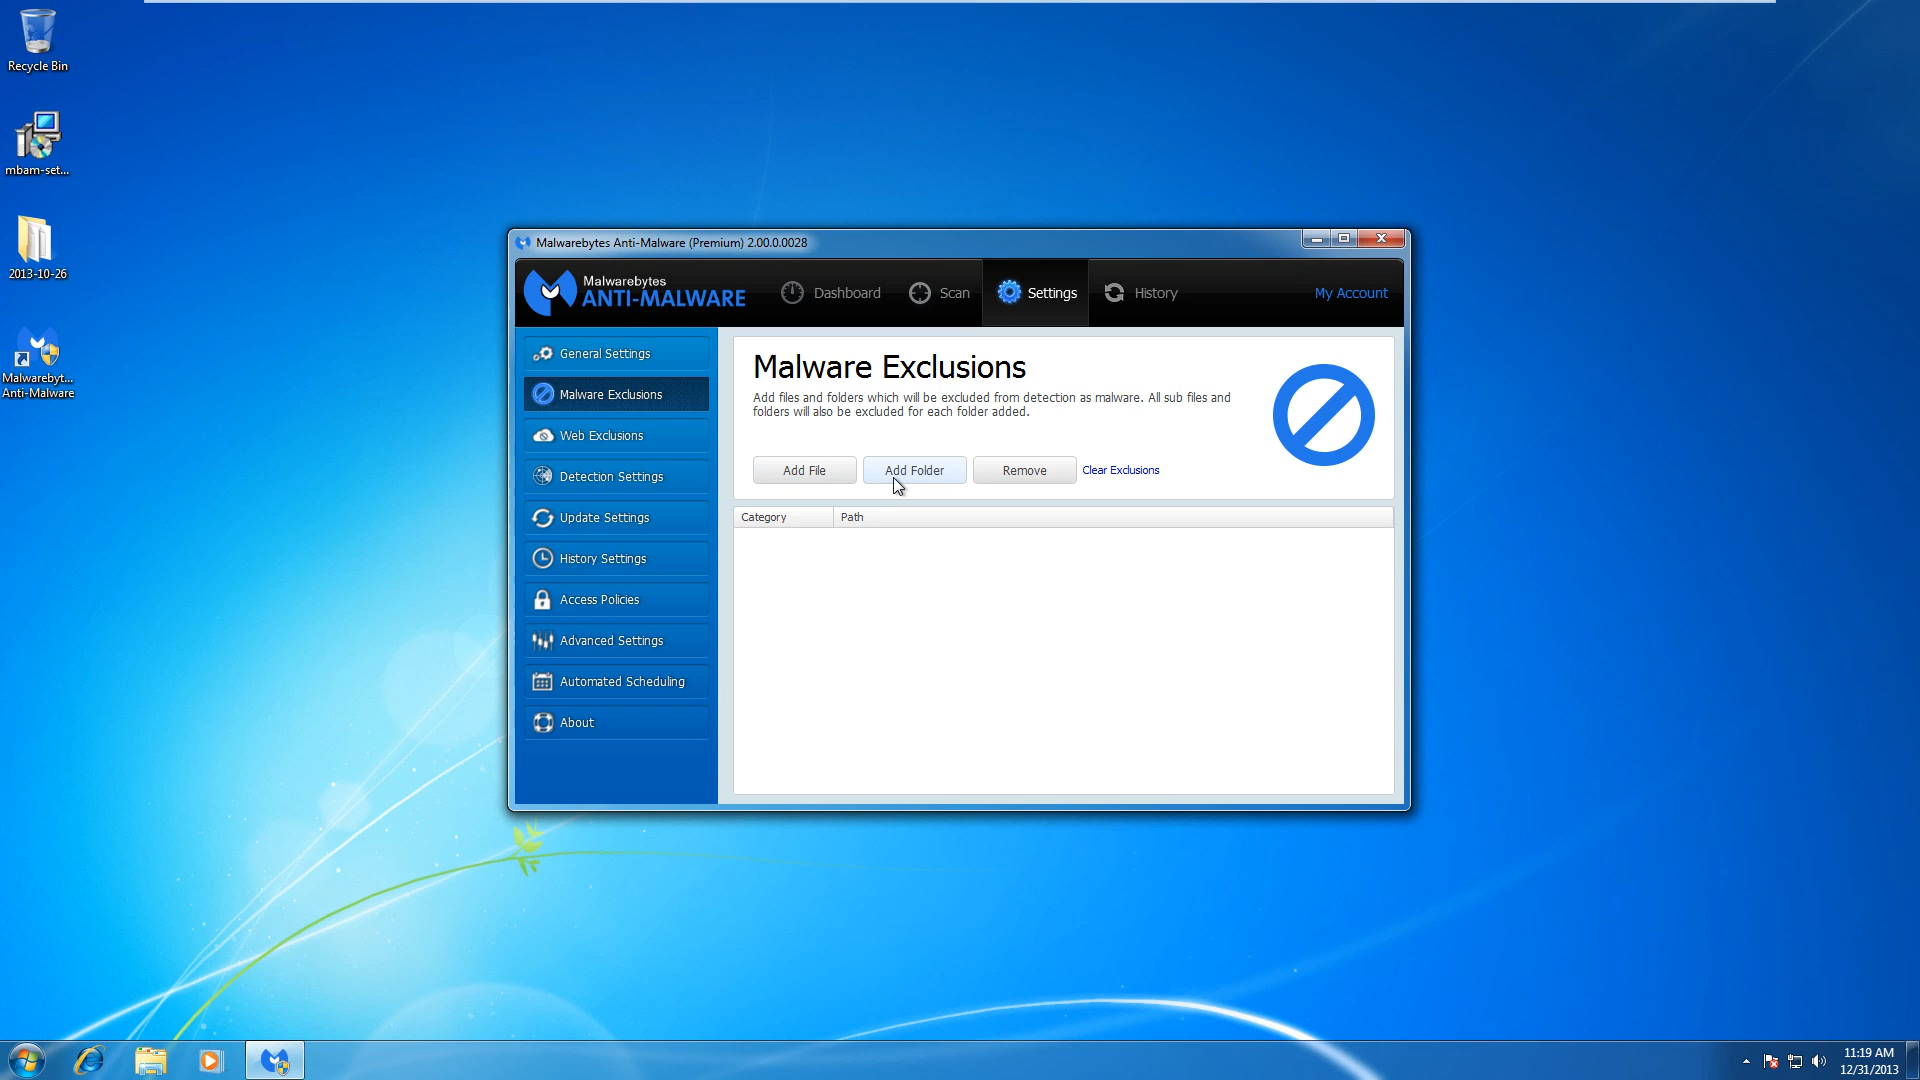 Recycle Bin
mbam-set...
2013-10-26
Malwarebyt...
Anti-Malware
Malwarebytes Anti-Malware (Premium) 2.00.0.0028
Malwarebytes
ANTI-MALWARE
Dashboard
Scan
Settings
History
My Account
General Settings
Malware Exclusions
Web Exclusions
Detection Settings
Update Settings
History Settings
Access Policies
Advanced Settings
Automated Scheduling
About
Malware Exclusions
Add files and folders which will be excluded from detection as malware. All sub files and
folders will also be excluded for each folder added.
Add File
Add Folder
Remove
Clear Exclusions
Category
Path
11:19 AM
12/31/2013